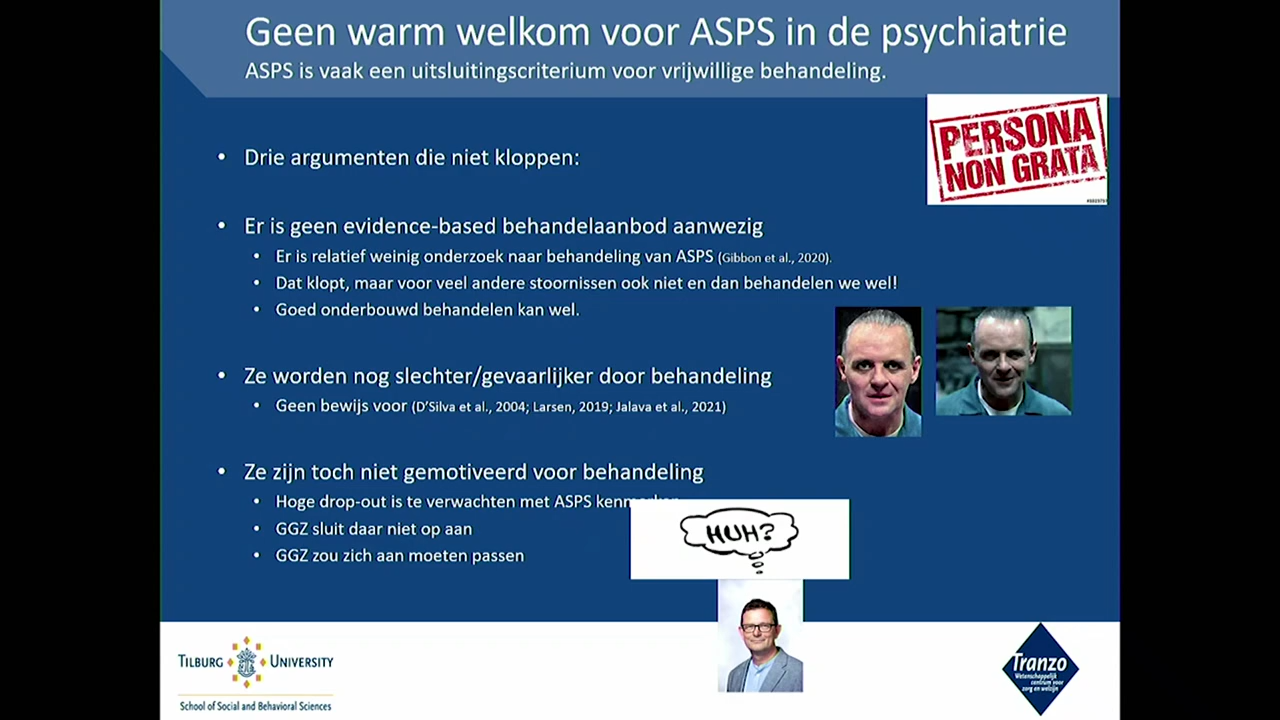 Geen warm welkom voor ASPS in de psychiatrie
ASPS is vaak een uitsluitingscriterium voor vrijwillige behandeling.
PERSONA
NON GRATA
• Drie argumenten die niet kloppen:
• Er is geen evidence-based behandelaanbod aanwezig
• Er is relatief weinig onderzoek naar behandeling van ASPS (Gibbon et al., 2020).
• Dat klopt, maar voor veel andere stoornissen ook niet en dan behandelen we wel!
• Goed onderbouwd behandelen kan wel.
• Ze worden nog slechter/gevaarlijker door behandeling
• Geen bewijs voor (D'Silva et al., 2004; Larsen, 2019; Jalava et al., 2021)
• Ze zijn toch niet gemotiveerd voor behandeling
• Hoge drop-out is te verwachten met ASPS
• GGZ sluit daar niet op aan
• GGZ zou zich aan moeten passen
HUH?
TILBURG UNIVERSITY
School of Social and Behavioral Sciences
Tranzo
Wetenschappelijk
centrum voor
zorg en welzijn